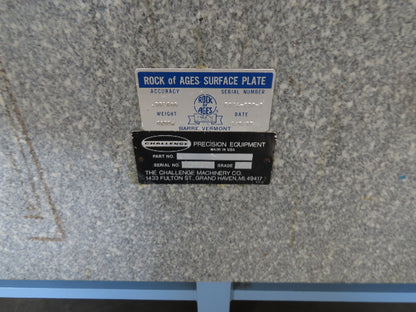 ROCK of AGES SURFACE PLATE
ACCURACY SERIAL NUMBER
WEIGHT DATE
ROCK of AGES
BARRE, VERMONT
CHALLENGE PRECISION EQUIPMENT
MADE IN USA
PART NO.
SERIAL NO. GRADE
THE CHALLENGE MACHINERY CO.
1433 FULTON ST., GRAND HAVEN, MI. 49417